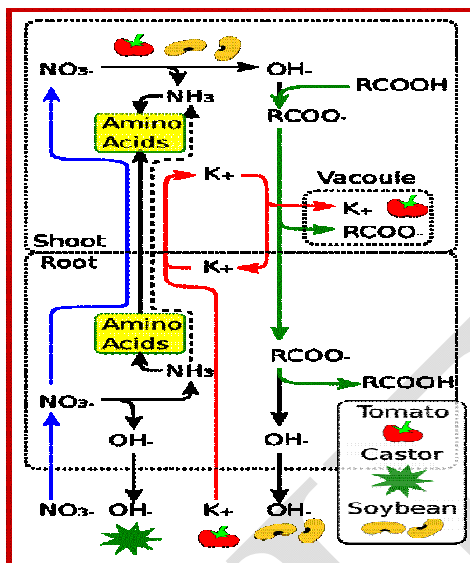 NO3-
OH-
NH3
RCOOH
RCOO-
Amino
Acids
K+
Vacoule
K+
RCOO-
Shoot
Root
K+
Amino
Acids
NH3
RCOO-
RCOOH
NO3-
OH-
OH-
Tomato
Castor
Soybean
NO3-
OH-
K+
OH-